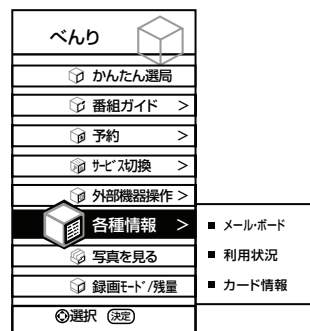 べんり
かんたん選局
番組ガイド >
予約 >
ｻｰﾋﾞｽ切換 >
外部機器操作 >
各種情報 >
写真を見る
録画ﾓｰﾄﾞ/残量
選択 決定
■ メール・ボード
■ 利用状況
■ カード情報